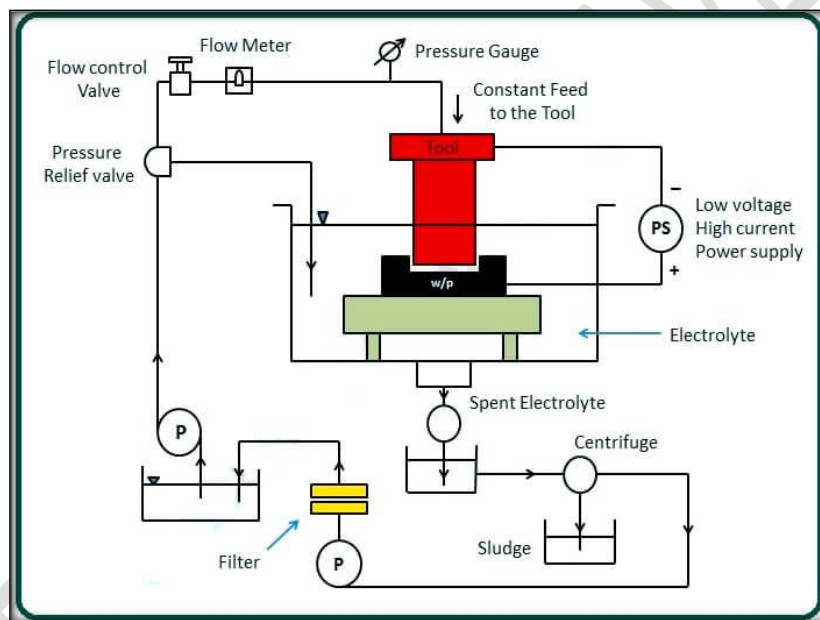 Flow Meter
Flow control
Valve
Pressure Gauge
Constant Feed
to the Tool
Pressure
Relief valve
Tool
−
Low voltage
High current
Power supply
PS
+
w/p
Electrolyte
Spent Electrolyte
P
Centrifuge
Filter
P
Sludge